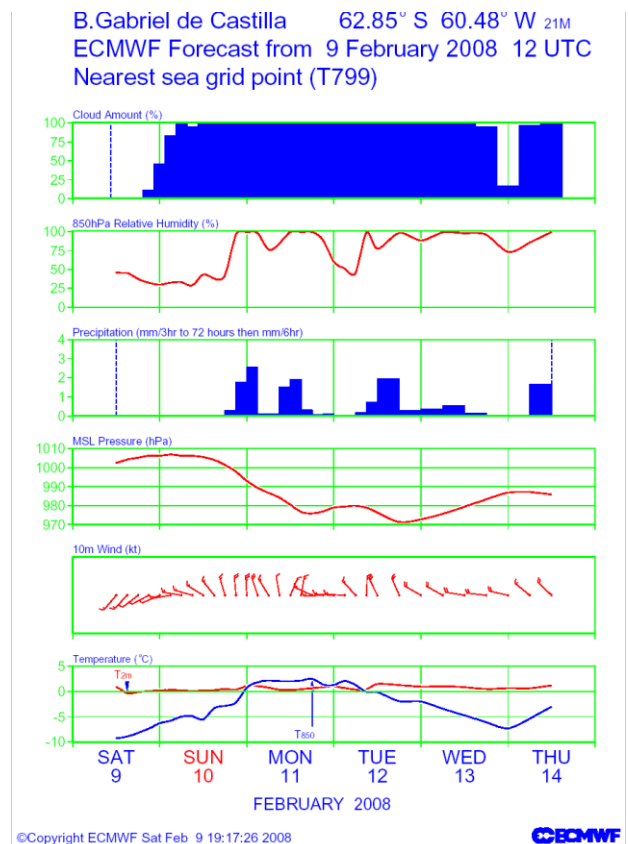 B.Gabriel de Castilla 62.85° S 60.48° W 21M
ECMWF Forecast from 9 February 2008 12 UTC
Nearest sea grid point (T799)
Cloud Amount (%)
100
75
50
25
0
850hPa Relative Humidity (%)
100
75
50
25
0
Precipitation (mm/3hr to 72 hours then mm/6hr)
4
3
2
1
0
MSL Pressure (hPa)
1010
1000
990
980
970
10m Wind (kt)
Temperature (°C)
5
T2m
0
-5
T850
-10
SAT SUN MON TUE WED THU
9 10 11 12 13 14
FEBRUARY 2008
©Copyright ECMWF Sat Feb 9 19:17:26 2008 ECMWF